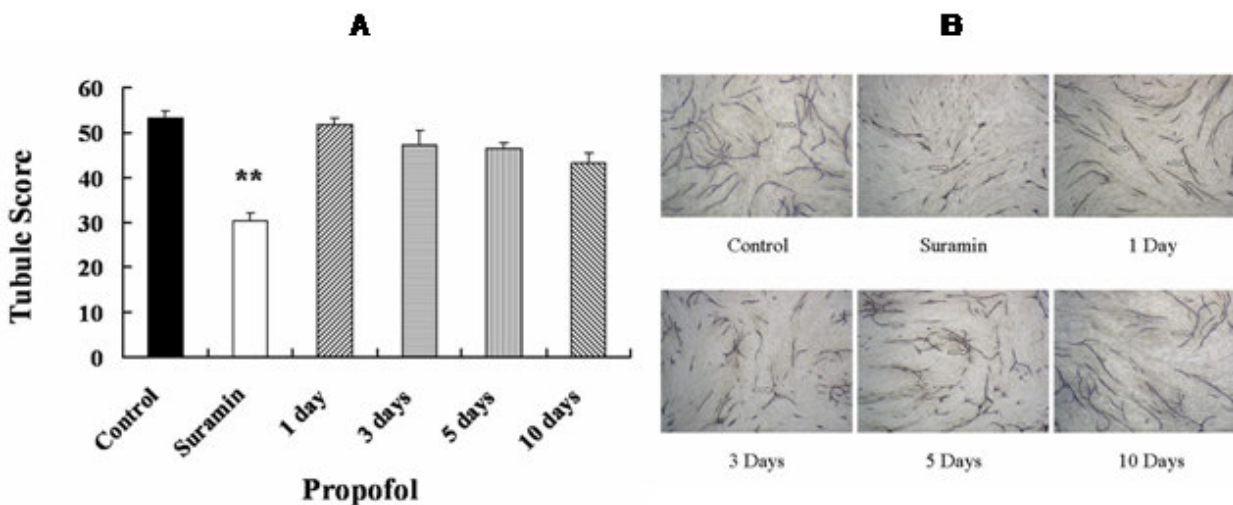 A
B
60
50
40
30
20
10
0
Tubule Score
**
Control
Suramin
1 day
3 days
5 days
10 days
Propofol
Control
Suramin
1 Day
3 Days
5 Days
10 Days